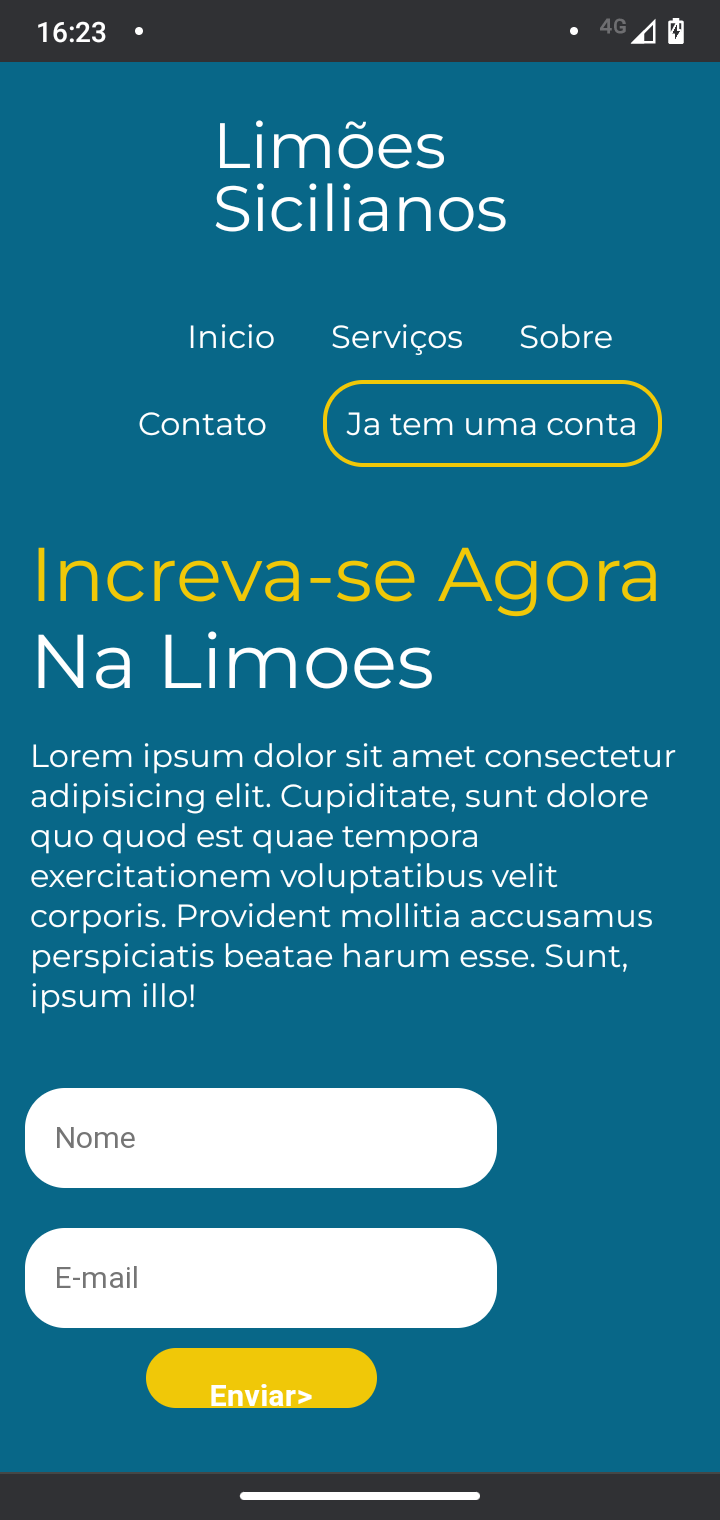 16:23
4G
Limões
Sicilianos
Inicio Serviços Sobre
Contato Ja tem uma conta
Increva-se Agora
Na Limoes
Lorem ipsum dolor sit amet consectetur
adipisicing elit. Cupiditate, sunt dolore
quo quod est quae tempora
exercitationem voluptatibus velit
corporis. Provident mollitia accusamus
perspiciatis beatae harum esse. Sunt,
ipsum illo!
Nome
E-mail
Enviar>